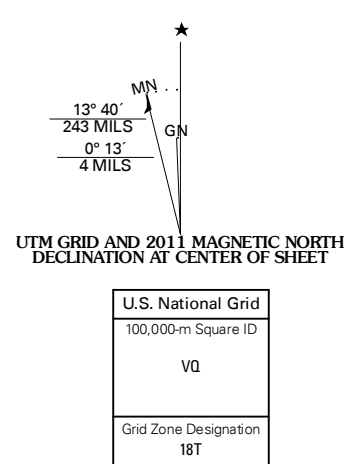 ★
MN
GN
13° 40´
243 MILS
0° 13´
4 MILS
UTM GRID AND 2011 MAGNETIC NORTH
DECLINATION AT CENTER OF SHEET
U.S. National Grid
100,000-m Square ID
VQ
Grid Zone Designation
18T